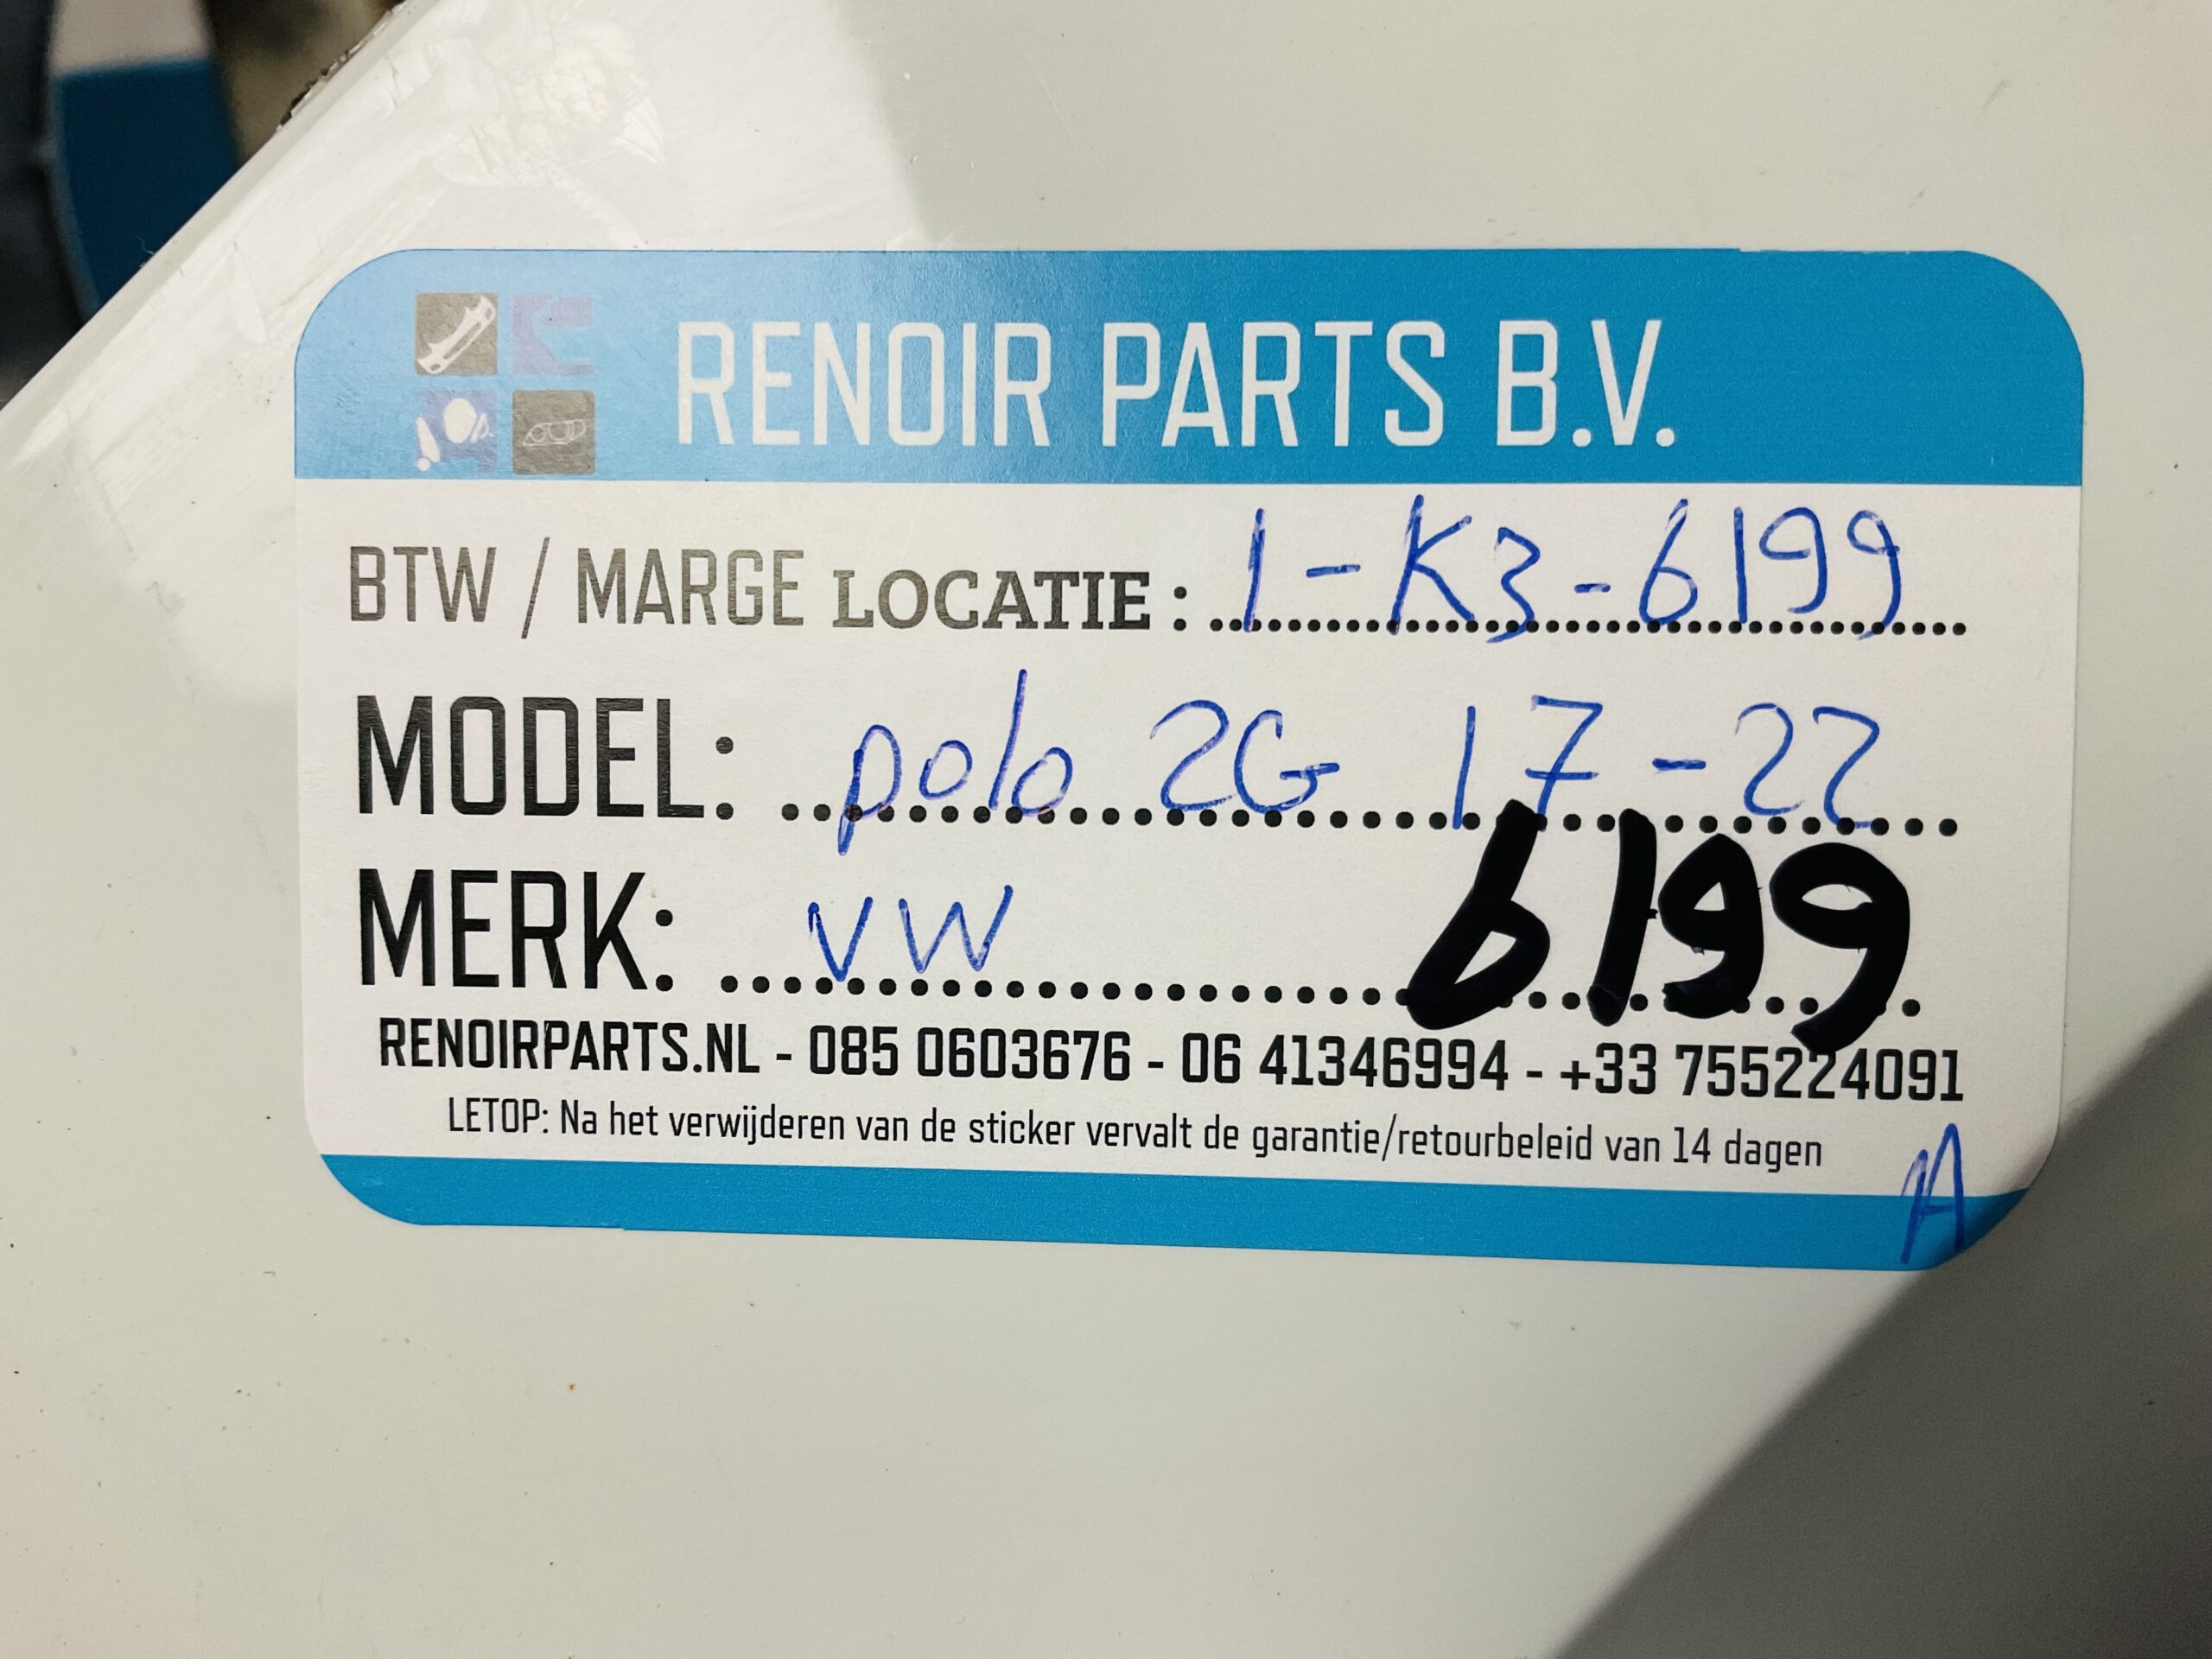 RENOIR PARTS B.V.
BTW / MARGE LOCATIE : 1-K3-6199
MODEL: polo 2G 17-22
MERK: VW 6199
RENOIRPARTS.NL - 085 0603676 - 06 41346994 - +33 755224091
LETOP: Na het verwijderen van de sticker vervalt de garantie/retourbeleid van 14 dagen
A